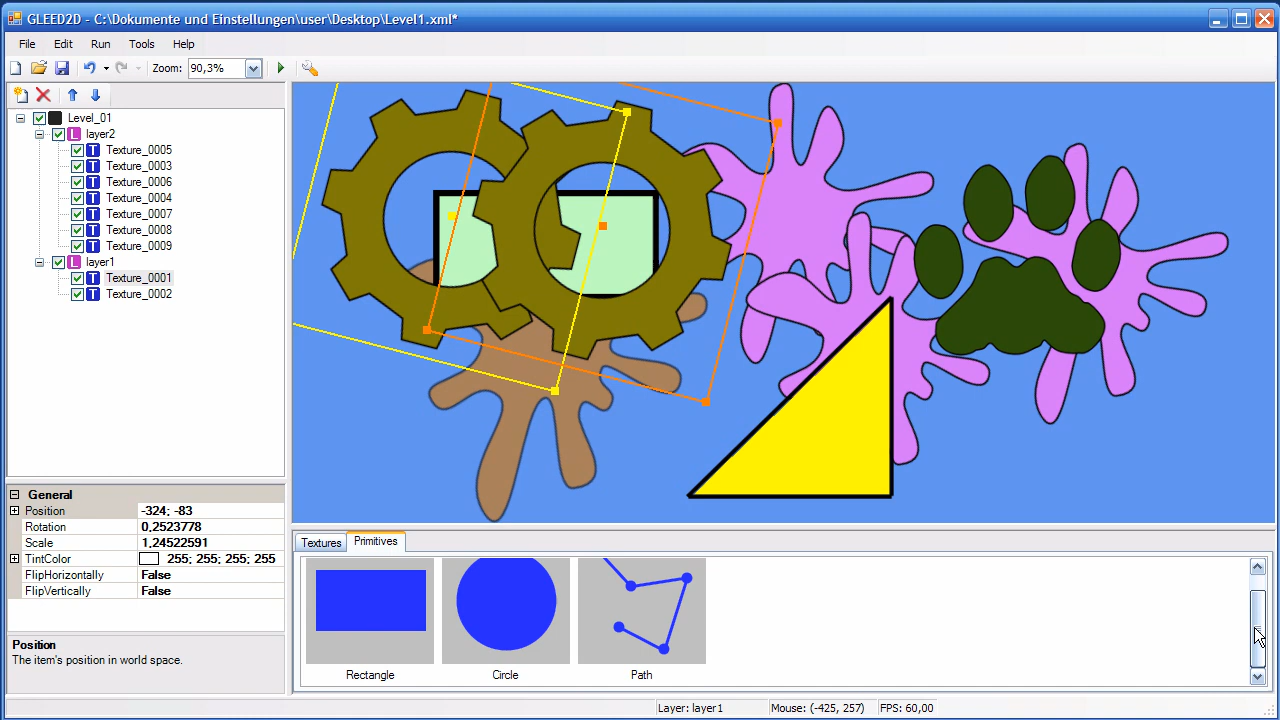 GLEED2D - C:\Dokumente und Einstellungen\user\Desktop\Level1.xml*
File Edit Run Tools Help
Zoom: 90,3%
Level_01
L layer2
T Texture_0005
T Texture_0003
T Texture_0006
T Texture_0004
T Texture_0007
T Texture_0008
T Texture_0009
L layer1
T Texture_0001
T Texture_0002
General
Position -324; -83
Rotation 0,2523778
Scale 1,24522591
TintColor 255; 255; 255; 255
FlipHorizontally False
FlipVertically False
Position
The item's position in world space.
Textures Primitives
Rectangle Circle Path
Layer: layer1 Mouse: (-425, 257) FPS: 60,00